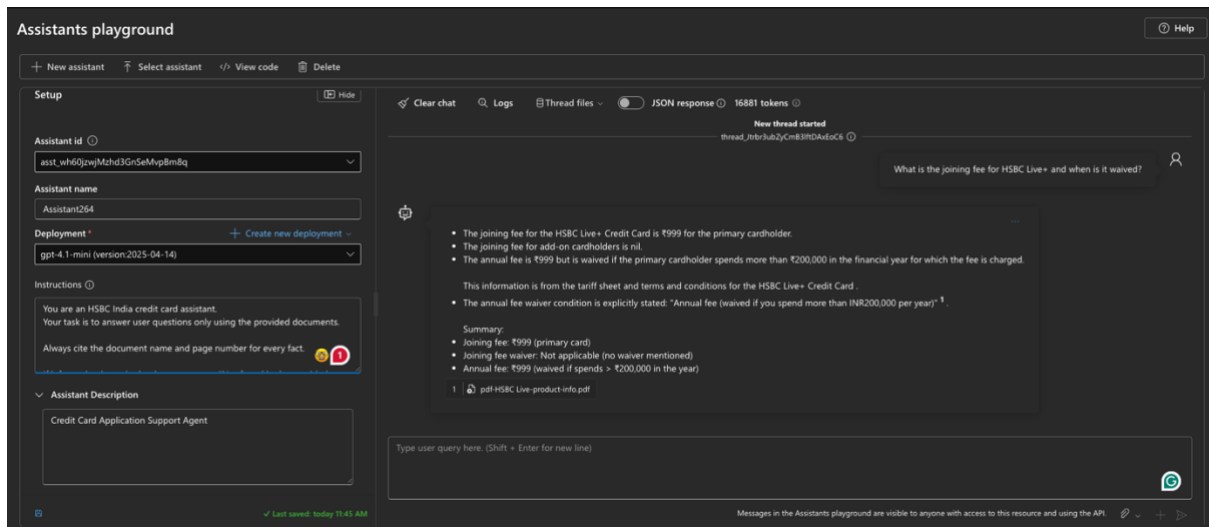 Assistants playground
Help
New assistant
Select assistant
</> View code
Delete
Setup
Hide
Clear chat
Logs
Thread files
JSON response
16881 tokens
New thread started
Assistant id
asst_wh60jzwjMzhd3GnSeMvpBm8q
What is the joining fee for HSBC Live+ and when is it waived?
Assistant name
Assistant264
Deployment *
Create new deployment
gpt-4.1-mini (version:2025-04-14)
Instructions
You are an HSBC India credit card assistant.
Your task is to answer user questions only using the provided documents.
Always cite the document name and page number for every fact.
1
Assistant Description
Credit Card Application Support Agent
Last saved: today 11:45 AM
• The joining fee for the HSBC Live+ Credit Card is ₹999 for the primary cardholder.
• The joining fee for add-on cardholders is nil.
• The annual fee is ₹999 but is waived if the primary cardholder spends more than ₹200,000 in the financial year for which the fee is charged.
This information is from the tariff sheet and terms and conditions for the HSBC Live+ Credit Card .
• The annual fee waiver condition is explicitly stated: "Annual fee (waived if you spend more than INR200,000 per year)" 1 .
Summary:
• Joining fee: ₹999 (primary card)
• Joining fee waiver: Not applicable (no waiver mentioned)
• Annual fee: ₹999 (waived if spends > ₹200,000 in the year)
1 pdf-HSBC Live-product-info.pdf
Type user query here. (Shift + Enter for new line)
Messages in the Assistants playground are visible to anyone with access to this resource and using the API.